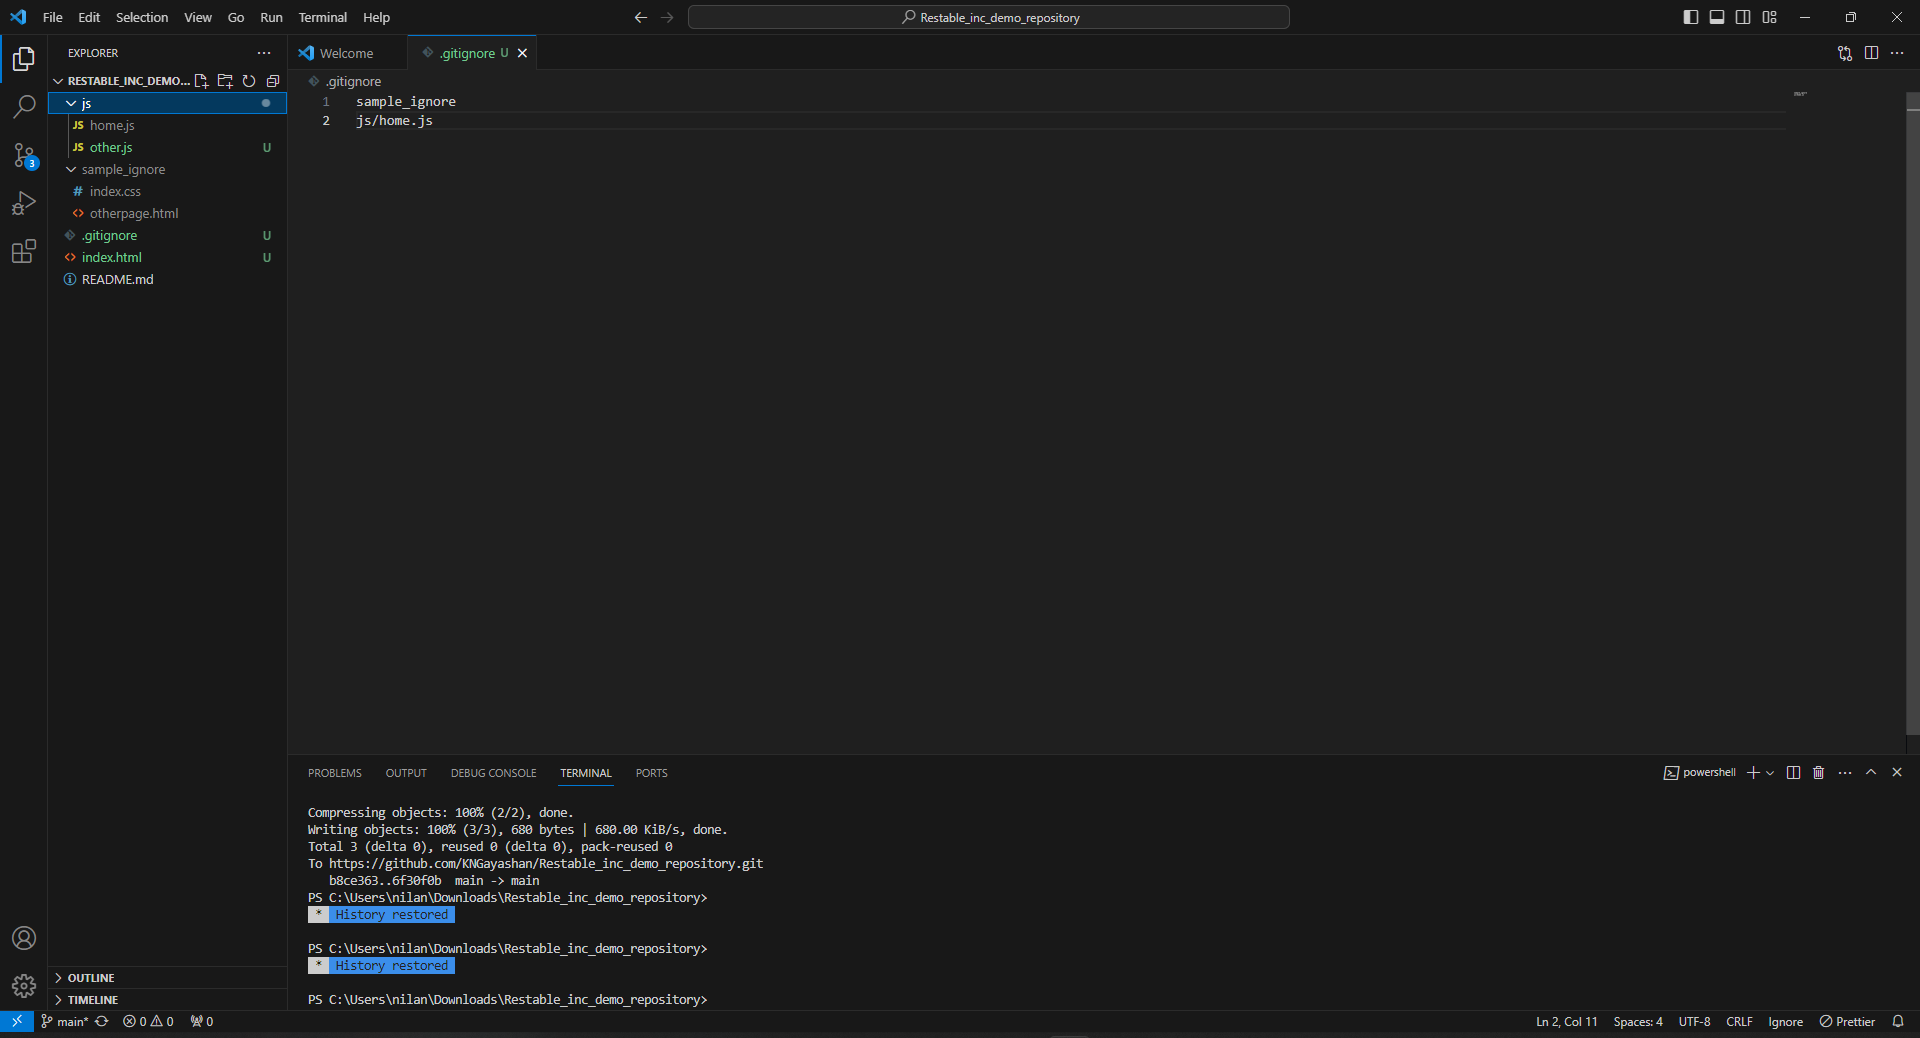 File Edit Selection View Go Run Terminal Help
Restable_inc_demo_repository
EXPLORER
RESTABLE_INC_DEMO...
js
JS home.js
JS other.js U
sample_ignore
# index.css
<> otherpage.html
.gitignore U
<> index.html U
README.md
3
OUTLINE
TIMELINE
Welcome
.gitignore U
.gitignore
1 sample_ignore
2 js/home.js
PROBLEMS OUTPUT DEBUG CONSOLE TERMINAL PORTS
powershell
Compressing objects: 100% (2/2), done.
Writing objects: 100% (3/3), 680 bytes | 680.00 KiB/s, done.
Total 3 (delta 0), reused 0 (delta 0), pack-reused 0
To https://github.com/KNGayashan/Restable_inc_demo_repository.git
b8ce363..6f30f0b main -> main
PS C:\Users\nilan\Downloads\Restable_inc_demo_repository>
* History restored
PS C:\Users\nilan\Downloads\Restable_inc_demo_repository>
* History restored
PS C:\Users\nilan\Downloads\Restable_inc_demo_repository>
main* 0 0 0
Ln 2, Col 11 Spaces: 4 UTF-8 CRLF Ignore Prettier